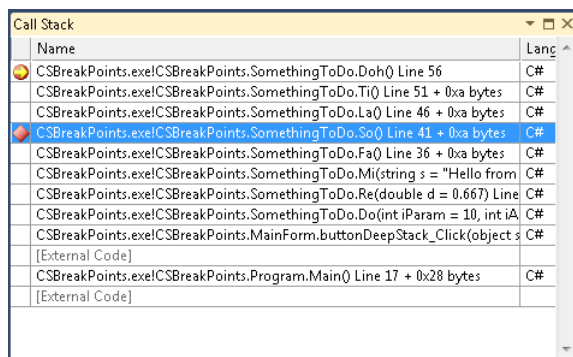 Call Stack
Name Lang
CSBreakPoints.exe!CSBreakPoints.SomethingToDo.Doh() Line 56 C#
CSBreakPoints.exe!CSBreakPoints.SomethingToDo.Ti() Line 51 + 0xa bytes C#
CSBreakPoints.exe!CSBreakPoints.SomethingToDo.La() Line 46 + 0xa bytes C#
CSBreakPoints.exe!CSBreakPoints.SomethingToDo.So() Line 41 + 0xa bytes C#
CSBreakPoints.exe!CSBreakPoints.SomethingToDo.Fa() Line 36 + 0xa bytes C#
CSBreakPoints.exe!CSBreakPoints.SomethingToDo.Mi(string s = "Hello from C#
CSBreakPoints.exe!CSBreakPoints.SomethingToDo.Re(double d = 0.667) Line C#
CSBreakPoints.exe!CSBreakPoints.SomethingToDo.Do(int iParam = 10, int iA C#
CSBreakPoints.exe!CSBreakPoints.MainForm.buttonDeepStack_Click(object s C#
[External Code]
CSBreakPoints.exe!CSBreakPoints.Program.Main() Line 17 + 0x28 bytes C#
[External Code]